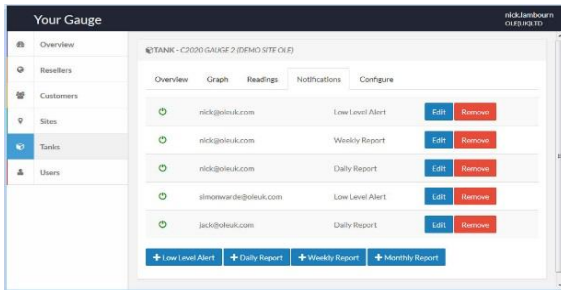 Your Gauge
nick.lambourn
OLE(UK)LTD
Overview
Resellers
Customers
Sites
Tanks
Users
TANK - C2020 GAUGE 2 (DEMO SITE OLE)
Overview Graph Readings Notifications Configure
nick@oleuk.com Low Level Alert Edit Remove
nick@oleuk.com Weekly Report Edit Remove
nick@oleuk.com Daily Report Edit Remove
simonwarde@oleuk.com Low Level Alert Edit Remove
jack@oleuk.com Daily Report Edit Remove
+ Low Level Alert + Daily Report + Weekly Report + Monthly Report